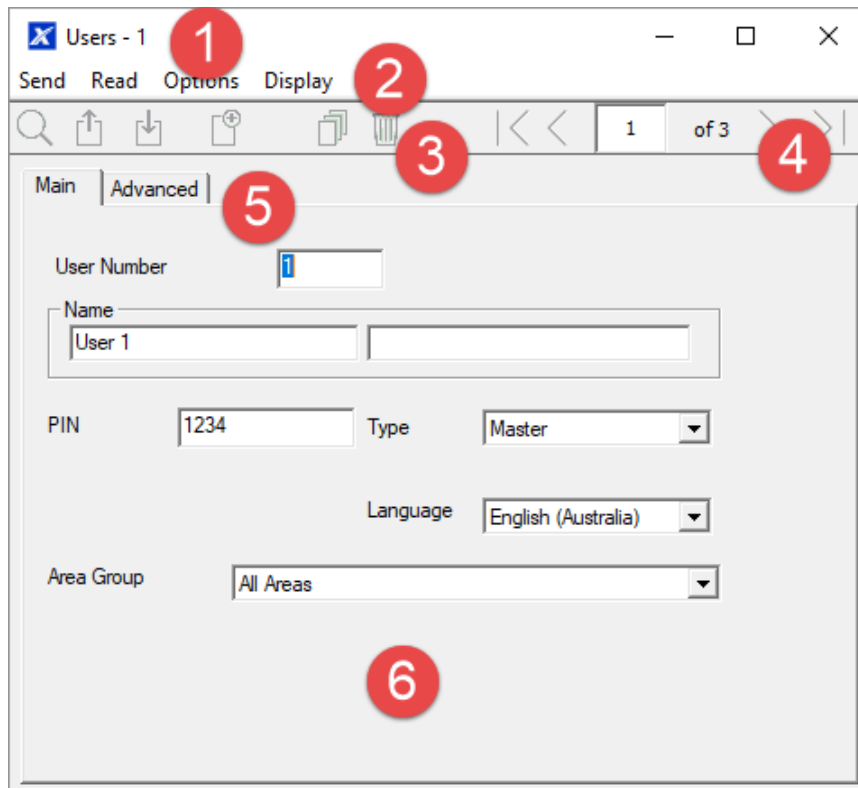 Users - 1
1
Send Read Options Display
2
1 of 3
3
4
Main Advanced
5
User Number 1
Name
User 1
PIN 1234 Type Master
Language English (Australia)
Area Group All Areas
6